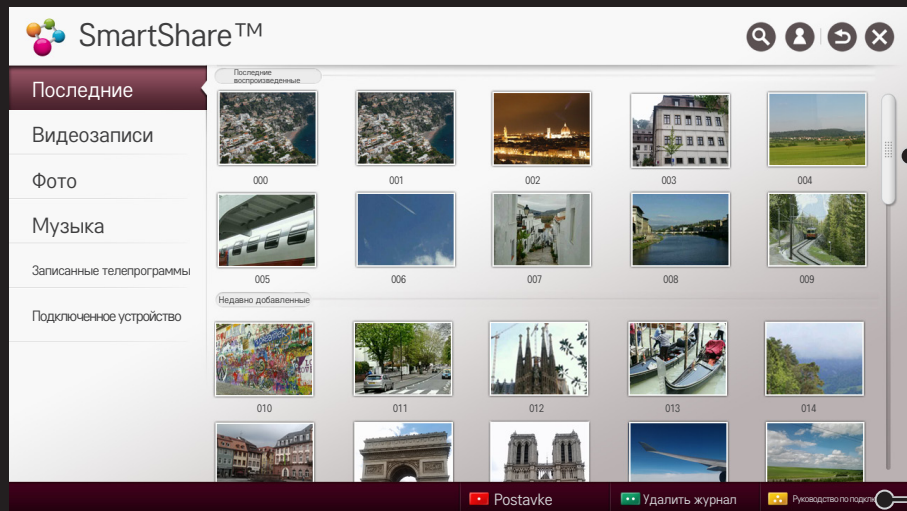 SmartShare™
Последние
Видеозаписи
Фото
Музыка
Записанные телепрограммы
Подключенное устройство
Последние
воспроизведенные
000 001 002 003 004
005 006 007 008 009
Недавно добавленные
010 011 012 013 014
Postavke Удалить журнал Руководство по подкл